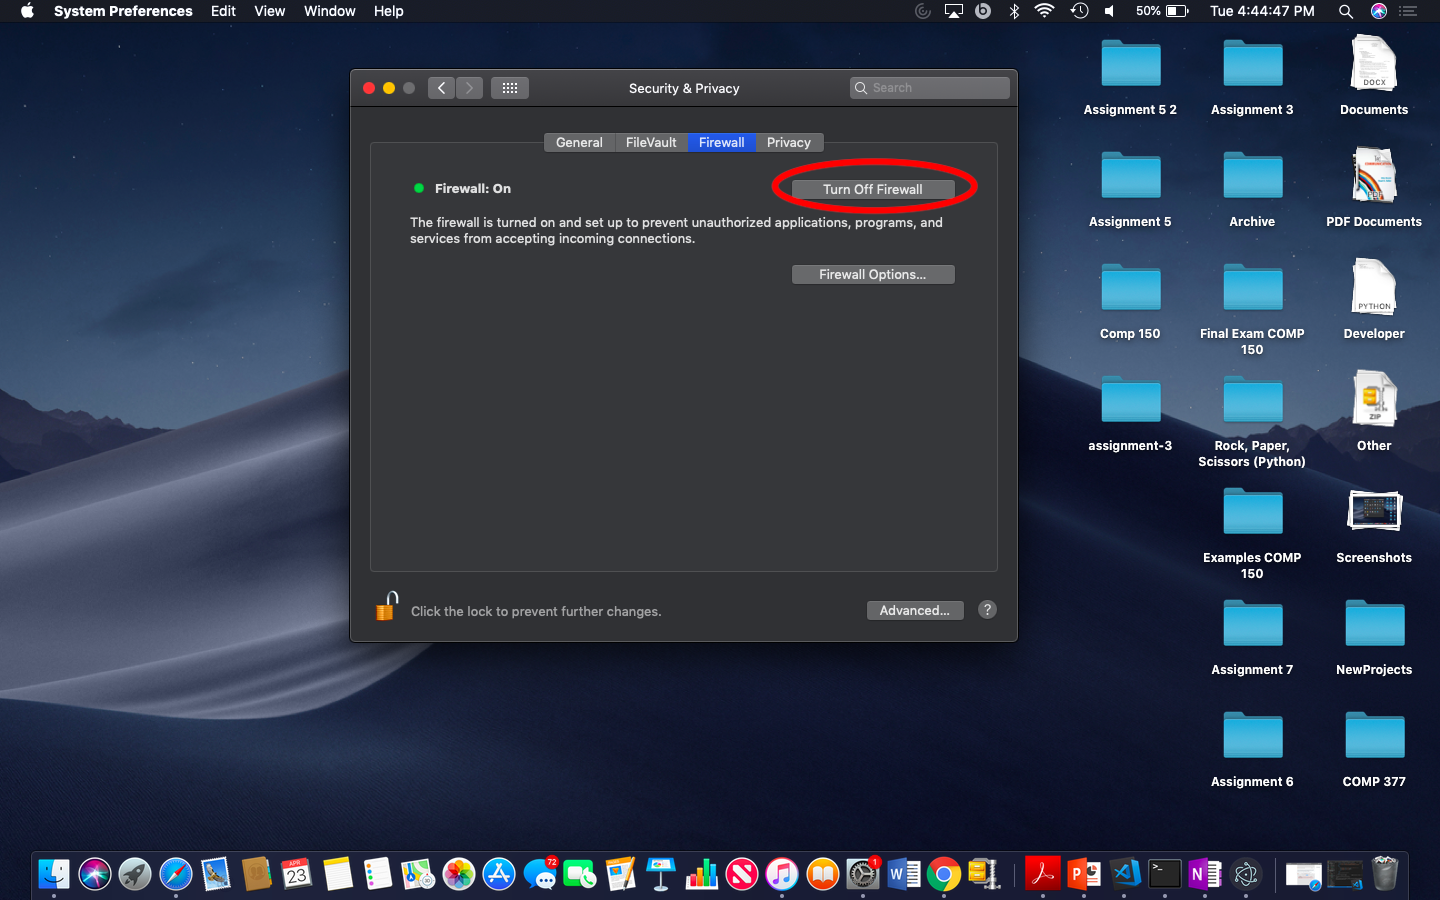 System Preferences Edit View Window Help
50% Tue 4:44:47 PM
Security & Privacy
Search
General FileVault Firewall Privacy
Firewall: On
Turn Off Firewall
The firewall is turned on and set up to prevent unauthorized applications, programs, and
services from accepting incoming connections.
Firewall Options...
Click the lock to prevent further changes.
Advanced...
?
DOCX
Assignment 5 2
Assignment 3
Documents
PDF
Assignment 5
Archive
PDF Documents
PYTHON
Comp 150
Final Exam COMP
150
Developer
ZIP
assignment-3
Rock, Paper,
Scissors (Python)
Other
Examples COMP
150
Screenshots
Assignment 7
NewProjects
Assignment 6
COMP 377
APR
23
72
1
W
P
>_
N